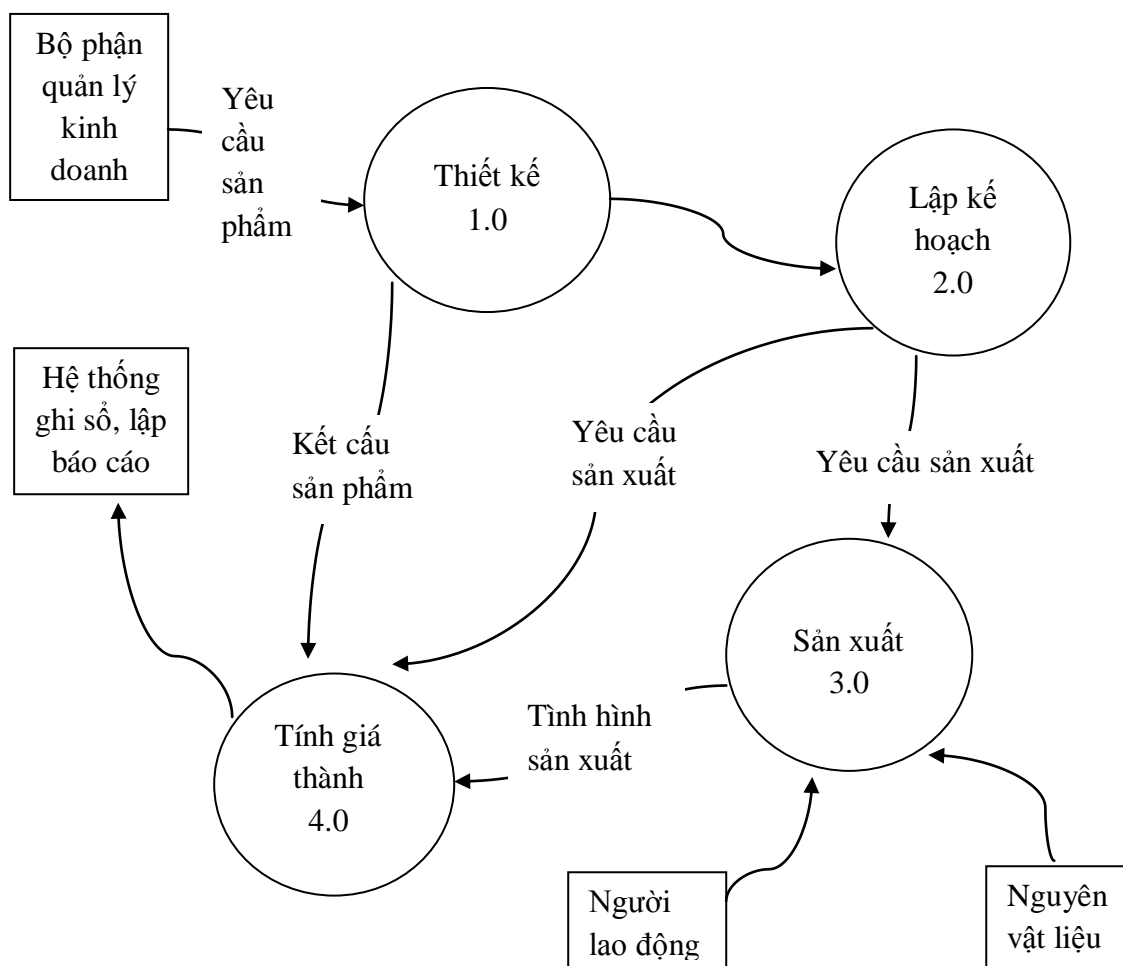 Bộ phận
quản lý
kinh
doanh
Yêu
cầu
sản
phẩm
Thiết kế
1.0
Lập kế
hoạch
2.0
Hệ thống
ghi sổ, lập
báo cáo
Kết cấu
sản phẩm
Yêu cầu
sản xuất
Yêu cầu sản xuất
Sản xuất
3.0
Tình hình
sản xuất
Tính giá
thành
4.0
Người
lao động
Nguyên
vật liệu